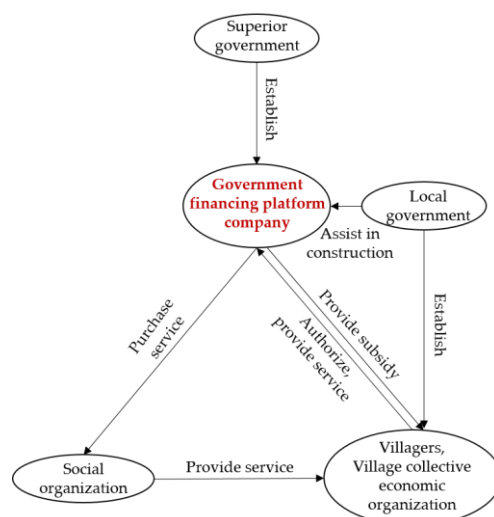 Superior
government
Establish
Government
financing platform
company
Local
government
Assist in
construction
Establish
Purchase
service
Provide subsidy
Authorize,
provide service
Social
organization
Provide service
Villagers,
Village collective
economic
organization